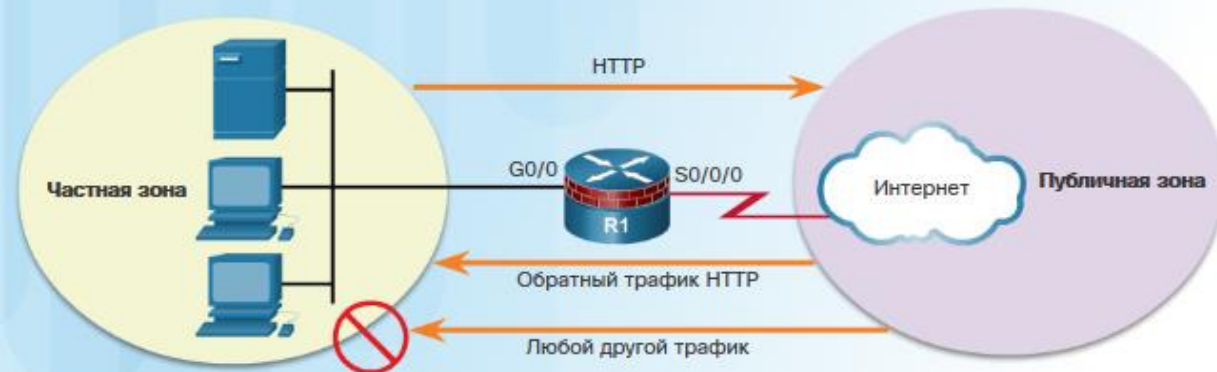 HTTP
Частная зона
G0/0
S0/0/0
R1
Интернет
Публичная зона
Обратный трафик HTTP
Любой другой трафик